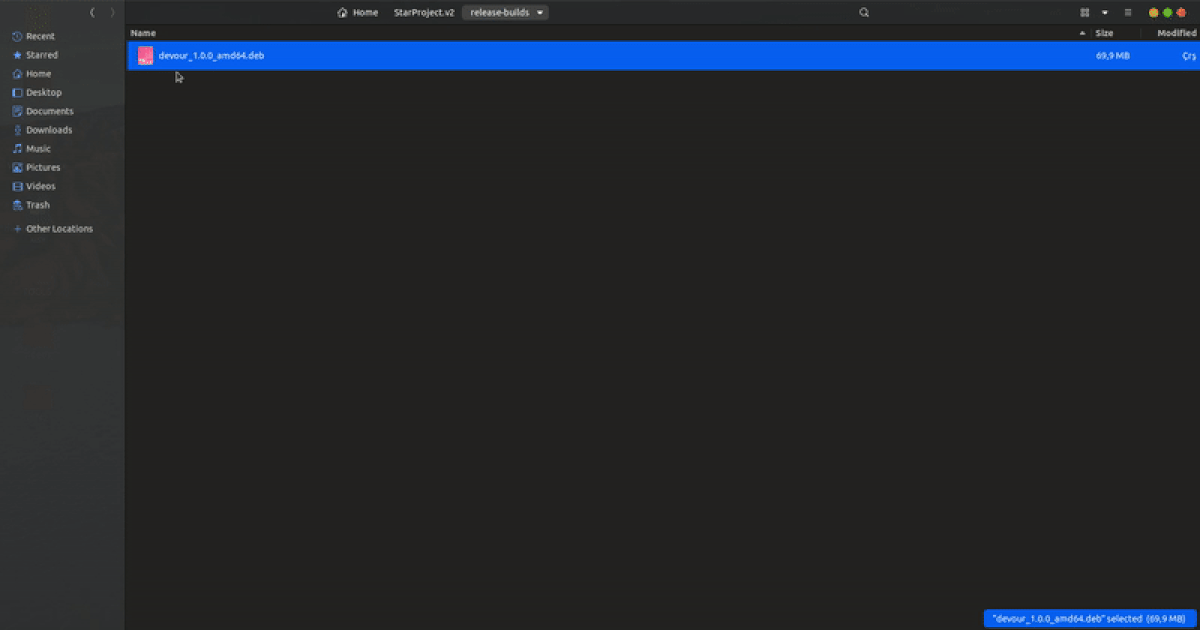 Home StarProject.v2 release-builds
Name Size Modified
devour_1.0.0_amd64.deb 69,9 MB Çrş
Recent
Starred
Home
Desktop
Documents
Downloads
Music
Pictures
Videos
Trash
Other Locations
"devour_1.0.0_amd64.deb" selected (69,9 MB)